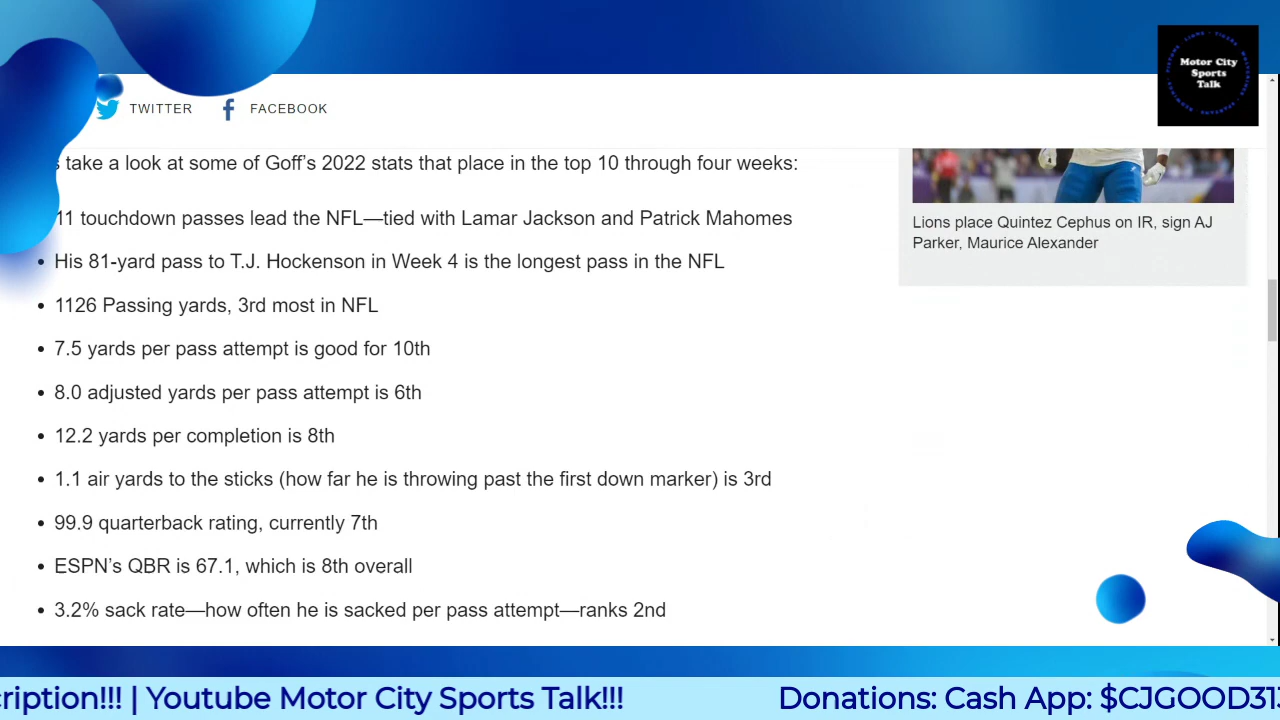 Motor City
Sports
Talk
TWITTER
FACEBOOK
take a look at some of Goff's 2022 stats that place in the top 10 through four weeks:
11 touchdown passes lead the NFL—tied with Lamar Jackson and Patrick Mahomes
• His 81-yard pass to T.J. Hockenson in Week 4 is the longest pass in the NFL
• 1126 Passing yards, 3rd most in NFL
• 7.5 yards per pass attempt is good for 10th
• 8.0 adjusted yards per pass attempt is 6th
• 12.2 yards per completion is 8th
• 1.1 air yards to the sticks (how far he is throwing past the first down marker) is 3rd
• 99.9 quarterback rating, currently 7th
• ESPN's QBR is 67.1, which is 8th overall
• 3.2% sack rate—how often he is sacked per pass attempt—ranks 2nd
Lions place Quintez Cephus on IR, sign AJ
Parker, Maurice Alexander
cription!!! | Youtube Motor City Sports Talk!!! Donations: Cash App: $CJGOOD313